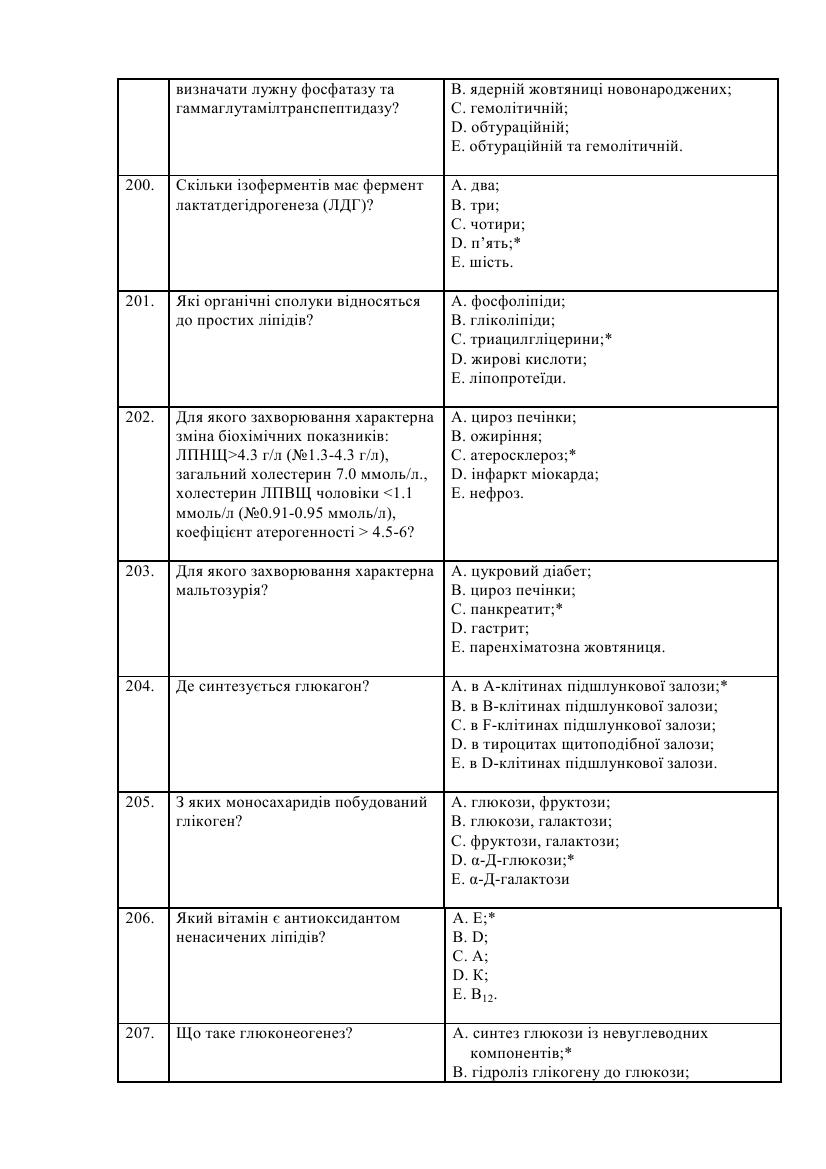 визначати лужну фосфатазу та
гаммаглутамілтранспептидазу?
B. ядерній жовтяниці новонароджених;
C. гемолітичній;
D. обтураційній;
E. обтураційній та гемолітичній.
200.
Скільки ізоферментів має фермент
лактатдегідрогеназа (ЛДГ)?
A. два;
B. три;
C. чотири;
D. п’ять;*
E. шість.
201.
Які органічні сполуки відносяться
до простих ліпідів?
A. фосфоліпіди;
B. гліколіпіди;
C. триацилгліцерини;*
D. жирові кислоти;
E. ліпопротеїди.
202.
Для якого захворювання характерна
зміна біохімічних показників:
ЛПНЩ>4.3 г/л (№1.3-4.3 г/л),
загальний холестерин 7.0 ммоль/л.,
холестерин ЛПВЩ чоловіки <1.1
ммоль/л (№0.91-0.95 ммоль/л),
коефіцієнт атерогенності > 4.5-6?
A. цироз печінки;
B. ожиріння;
C. атеросклероз;*
D. інфаркт міокарда;
E. нефроз.
203.
Для якого захворювання характерна
мальтозурія?
A. цукровий діабет;
B. цироз печінки;
C. панкреатит;*
D. гастрит;
E. паренхіматозна жовтяниця.
204.
Де синтезується глюкагон?
A. в А-клітинах підшлункової залози;*
B. в В-клітинах підшлункової залози;
C. в F-клітинах підшлункової залози;
D. в тироцитах щитоподібної залози;
E. в D-клітинах підшлункової залози.
205.
З яких моносахаридів побудований
глікоген?
A. глюкози, фруктози;
B. глюкози, галактози;
C. фруктози, галактози;
D. α-Д-глюкози;*
E. α-Д-галактози
206.
Який вітамін є антиоксидантом
ненасичених ліпідів?
A. Е;*
B. D;
C. А;
D. К;
E. В₁₂.
207.
Що таке глюконеогенез?
A. синтез глюкози із невуглеводних
компонентів;*
B. гідроліз глікогену до глюкози;